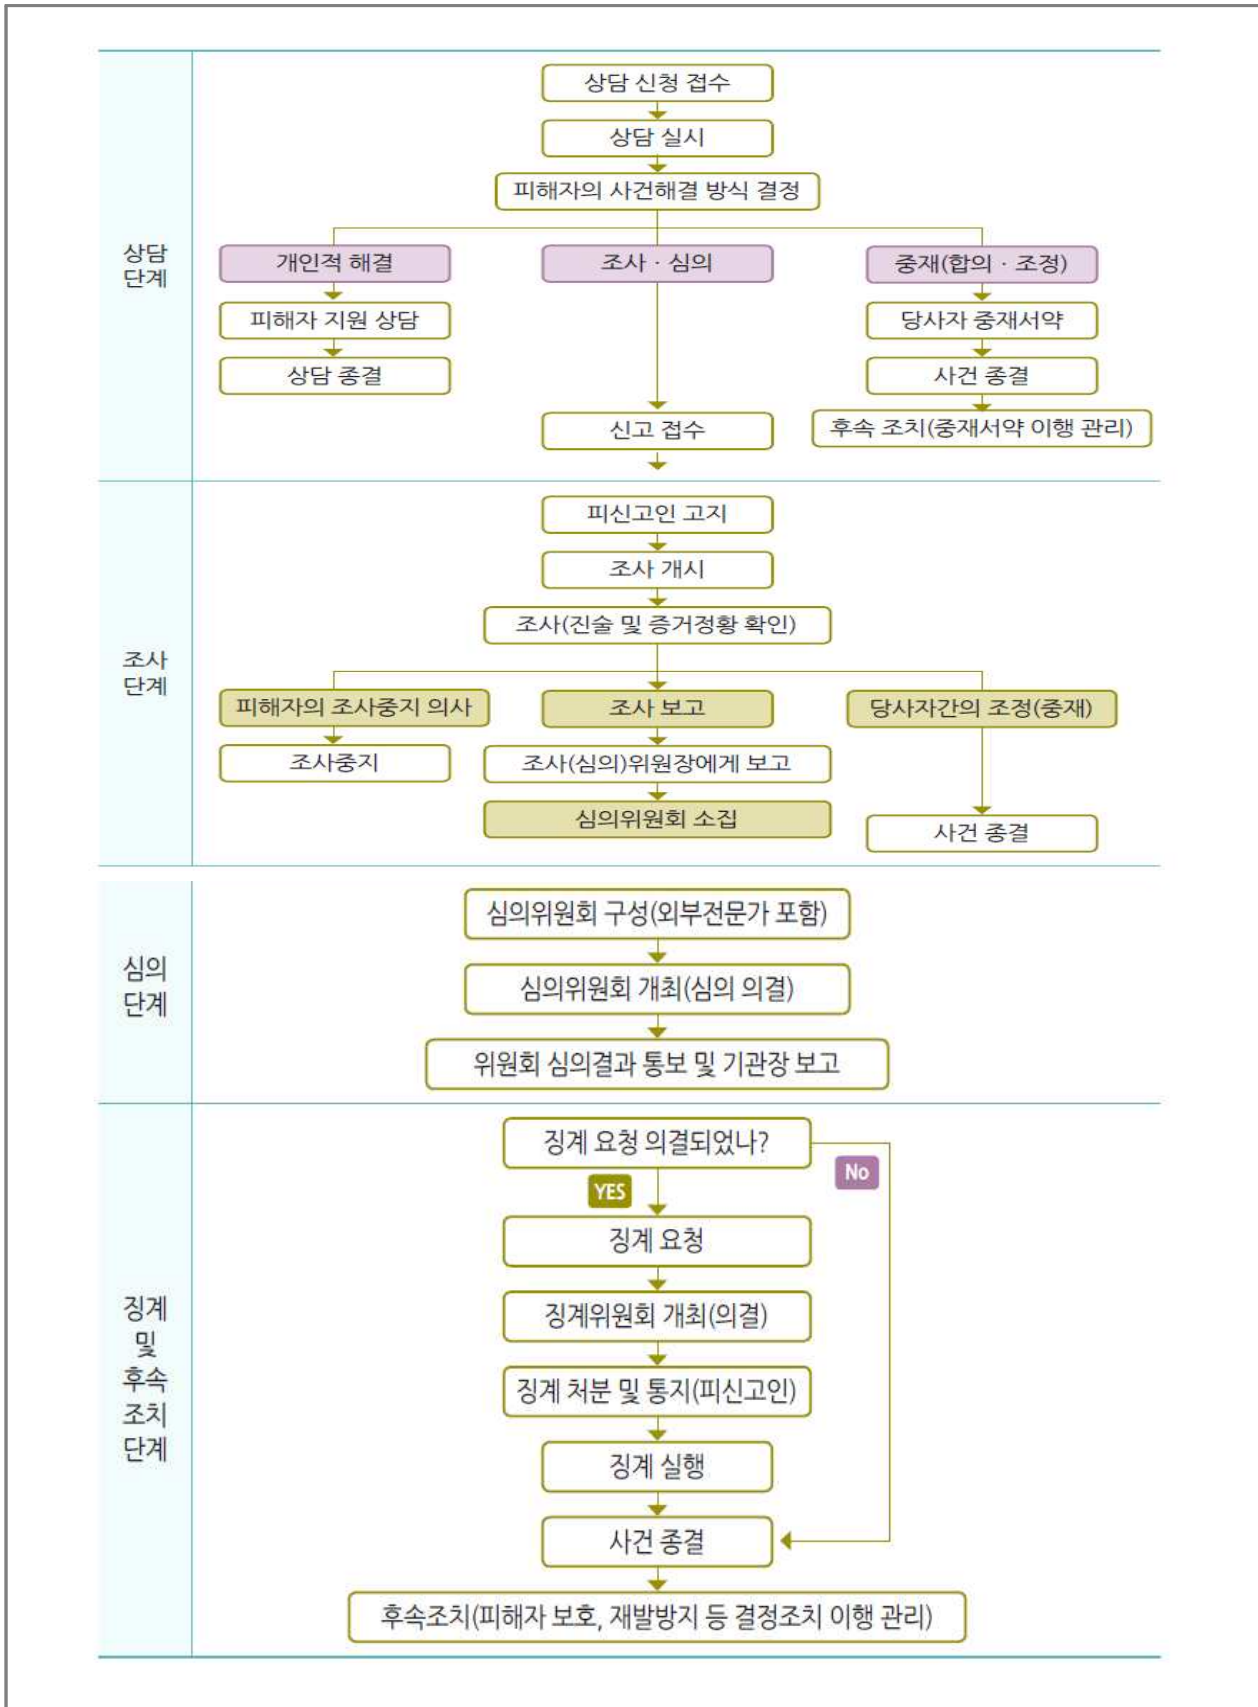 상담
단계
상담 신청 접수
상담 실시
피해자의 사건해결 방식 결정
개인적 해결
조사 · 심의
중재(합의 · 조정)
피해자 지원 상담
당사자 중재서약
상담 종결
사건 종결
신고 접수
후속 조치(중재서약 이행 관리)
조사
단계
피신고인 고지
조사 개시
조사(진술 및 증거정황 확인)
피해자의 조사중지 의사
조사 보고
당사자간의 조정(중재)
조사중지
조사(심의)위원장에게 보고
심의위원회 소집
사건 종결
심의
단계
심의위원회 구성(외부전문가 포함)
심의위원회 개최(심의 의결)
위원회 심의결과 통보 및 기관장 보고
징계
및
후속
조치
단계
징계 요청 의결되었나?
No
YES
징계 요청
징계위원회 개최(의결)
징계 처분 및 통지(피신고인)
징계 실행
사건 종결
후속조치(피해자 보호, 재발방지 등 결정조치 이행 관리)